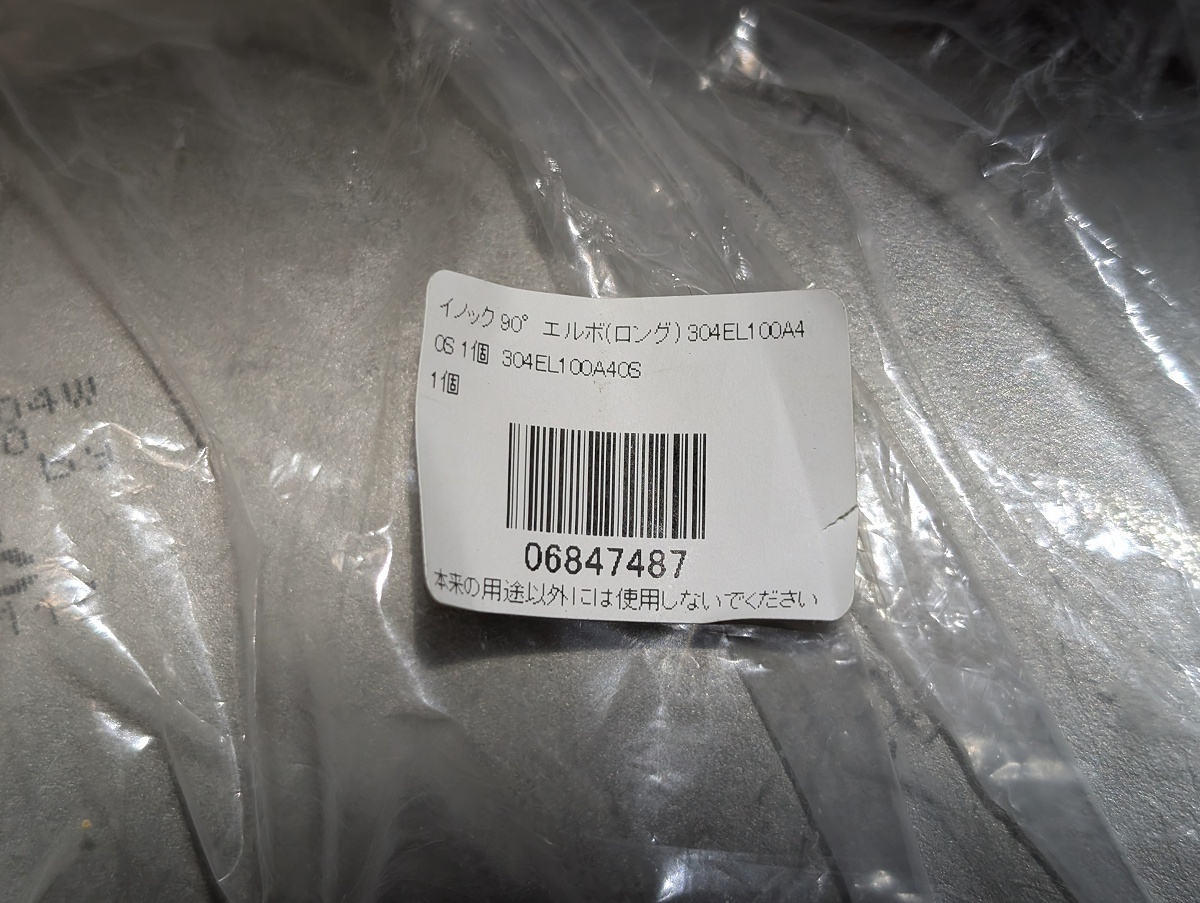 イノック 90° エルボ(ロング) 304EL100A4
0S 1個 304EL100A40S
1個
06847487
本来の用途以外には使用しないでください
04W